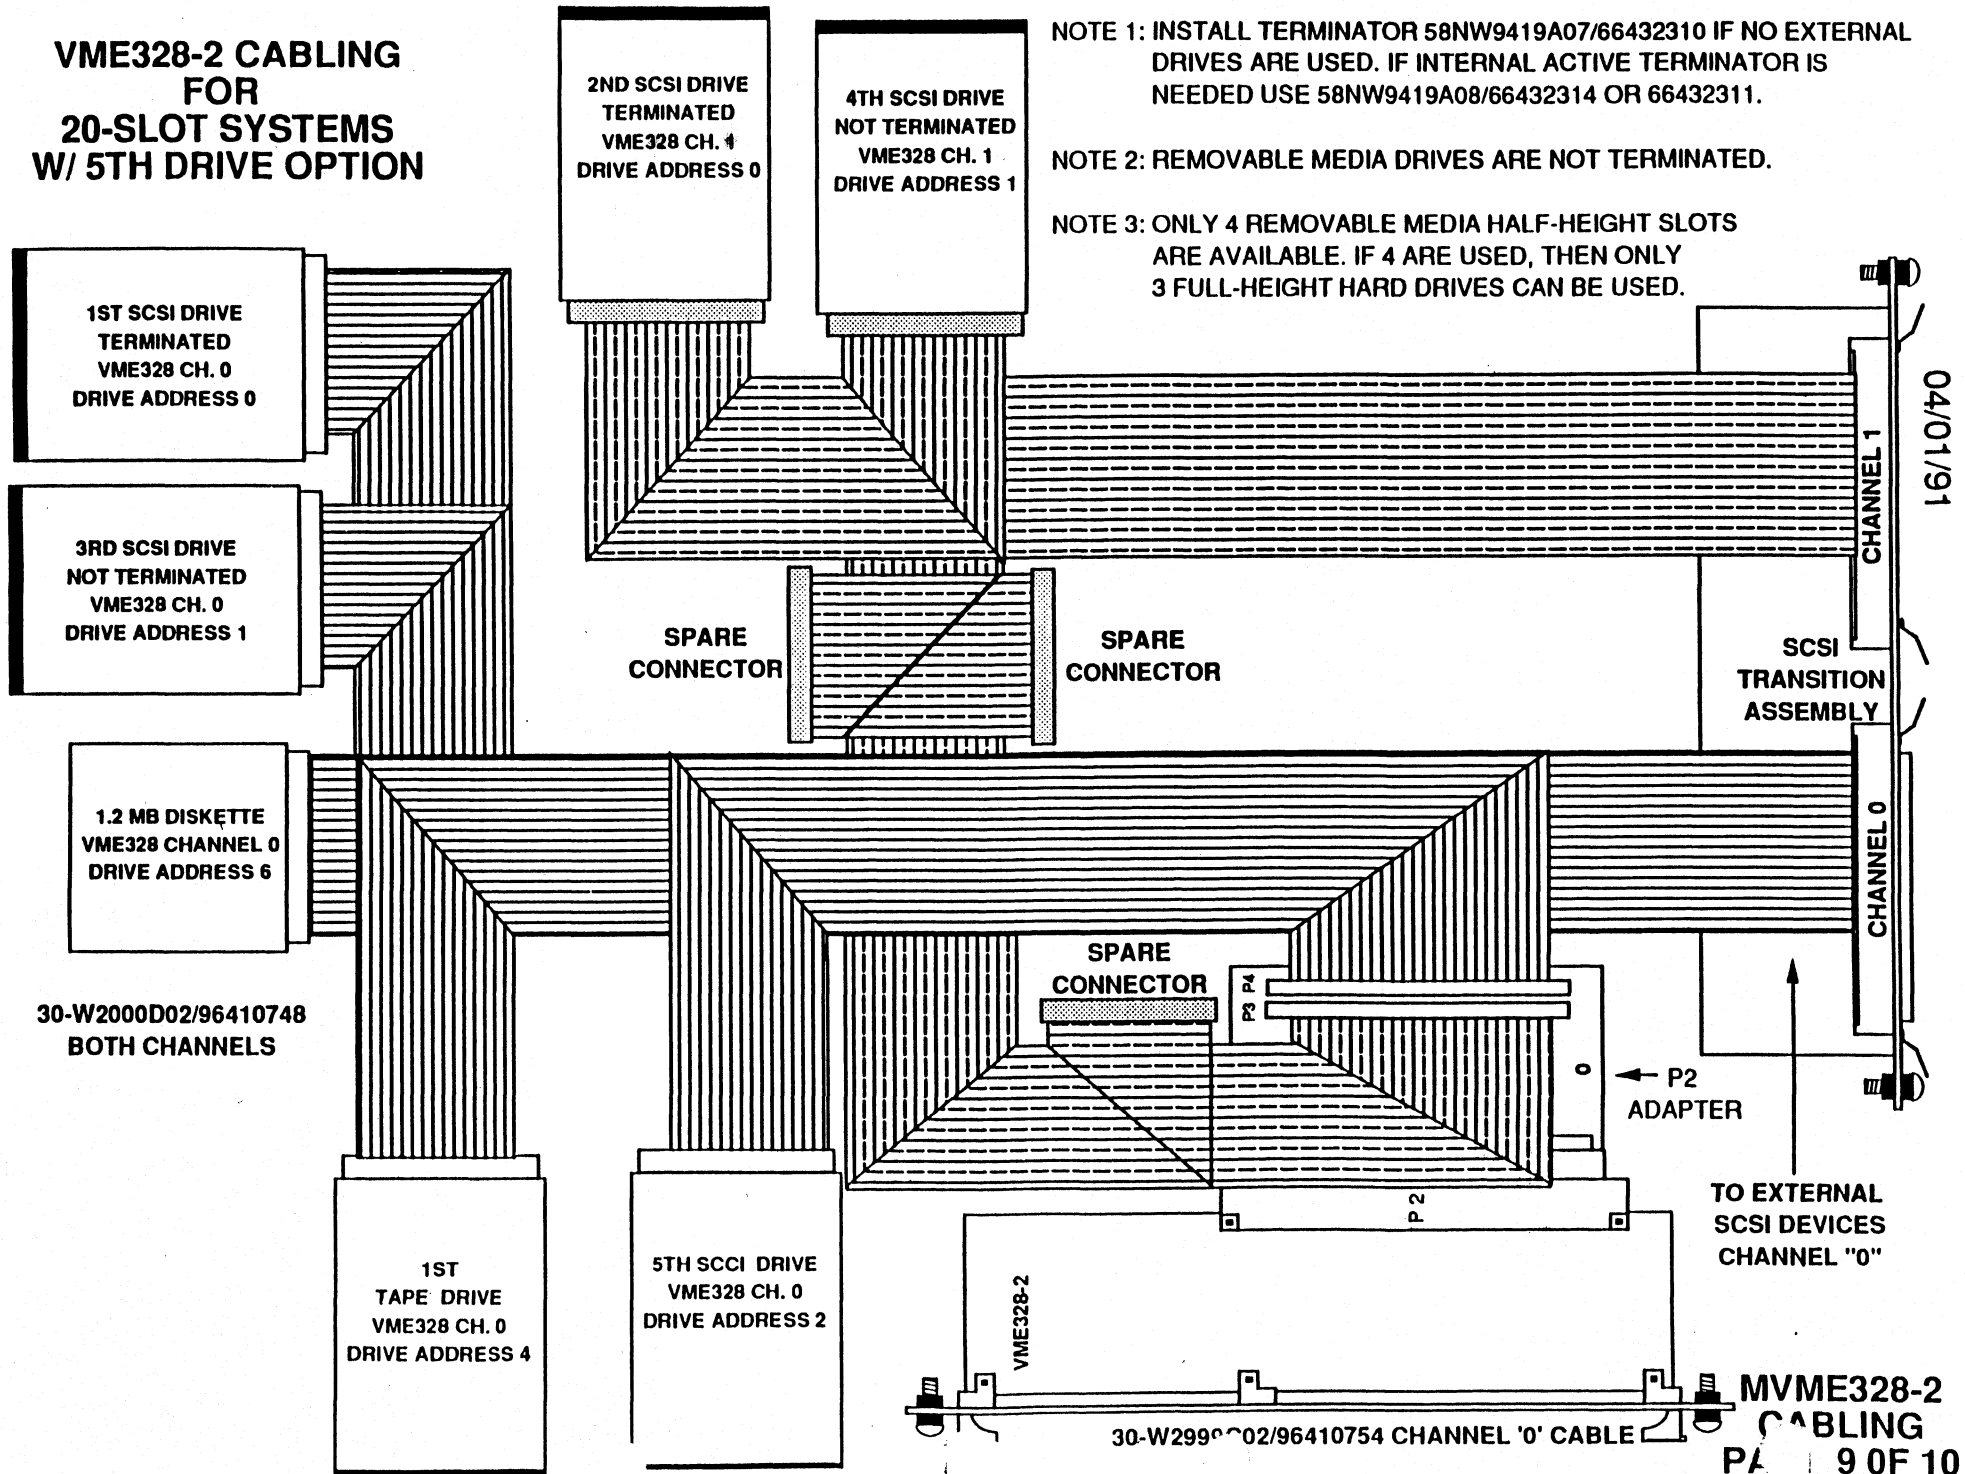 VME328-2 CABLING
FOR
20-SLOT SYSTEMS
W/ 5TH DRIVE OPTION
2ND SCSI DRIVE
TERMINATED
VME328 CH. 1
DRIVE ADDRESS 0
4TH SCSI DRIVE
NOT TERMINATED
VME328 CH. 1
DRIVE ADDRESS 1
NOTE 1: INSTALL TERMINATOR 58NW9419A07/66432310 IF NO EXTERNAL
DRIVES ARE USED. IF INTERNAL ACTIVE TERMINATOR IS
NEEDED USE 58NW9419A08/66432314 OR 66432311.
NOTE 2: REMOVABLE MEDIA DRIVES ARE NOT TERMINATED.
NOTE 3: ONLY 4 REMOVABLE MEDIA HALF-HEIGHT SLOTS
ARE AVAILABLE. IF 4 ARE USED, THEN ONLY
3 FULL-HEIGHT HARD DRIVES CAN BE USED.
1ST SCSI DRIVE
TERMINATED
VME328 CH. 0
DRIVE ADDRESS 0
04/01/91
CHANNEL 1
3RD SCSI DRIVE
NOT TERMINATED
VME328 CH. 0
DRIVE ADDRESS 1
SPARE
CONNECTOR
SPARE
CONNECTOR
SCSI
TRANSITION
ASSEMBLY
1.2 MB DISKETTE
VME328 CHANNEL 0
DRIVE ADDRESS 6
CHANNEL 0
SPARE
CONNECTOR
P4
P3
30-W2000D02/96410748
BOTH CHANNELS
0
P2
ADAPTER
P 2
TO EXTERNAL
SCSI DEVICES
CHANNEL "0"
1ST
TAPE DRIVE
VME328 CH. 0
DRIVE ADDRESS 4
5TH SCCI DRIVE
VME328 CH. 0
DRIVE ADDRESS 2
VME328-2
CHANNEL '0' CABLE
MVME328-2
9 OF 10